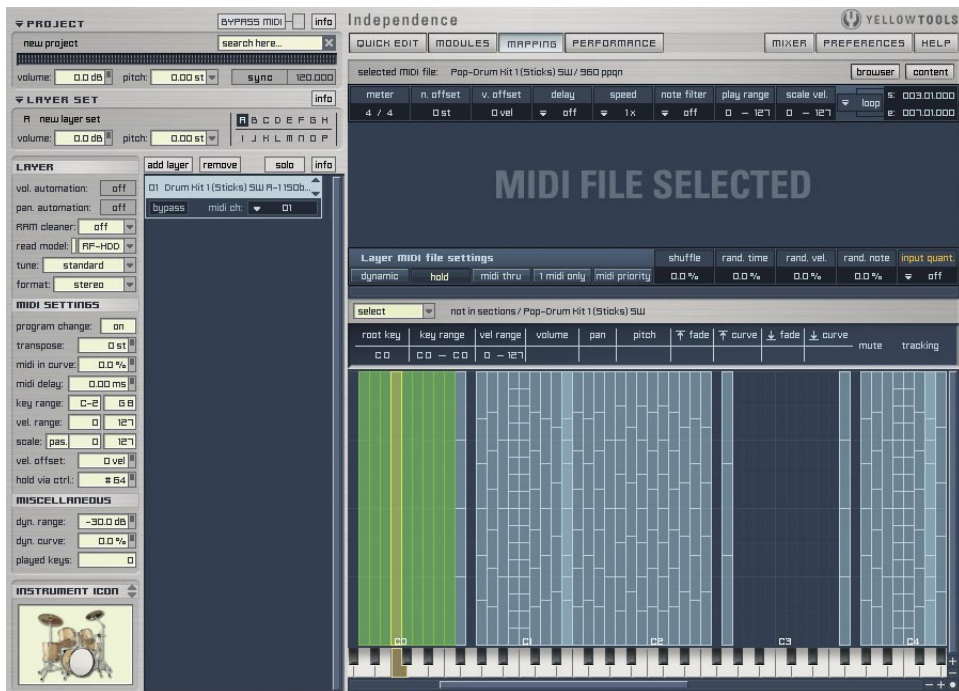 PROJECT
BYPASS MIDI
info
new project
search here...
volume: 0.0 dB pitch: 0.00 st sync 120.000
LAYER SET
info
A new layer set
A B C D E F G H
volume: 0.0 dB pitch: 0.00 st
I J K L M N O P
LAYER
add layer remove solo info
vol. automation: off
pan. automation: off
RAM cleaner: off
read model: RF-HDD
tune: standard
format: stereo
MIDI SETTINGS
program change: on
transpose: 0 st
midi in curve: 0.0 %
midi delay: 0.00 ms
key range: C-2 G8
vel. range: 0 127
scale: pas. 0 127
vel. offset: 0 vel
hold via ctrl.: # 64
MISCELLANEOUS
dyn. range: -30.0 dB
dyn. curve: 0.0 %
played keys: 0
INSTRUMENT ICON
01 Drum Kit 1 (Sticks) SW A-1 150b...
bypass midi ch: 01
Independence
YELLOWTOOLS
QUICK EDIT MODULES MAPPING PERFORMANCE MIXER PREFERENCES HELP
selected MIDI file: Pop-Drum Kit 1 (Sticks) SW / 960 ppqn
browser content
meter n. offset v. offset delay speed note filter play range scale vel. loop s: 003.01.000
4 / 4 0 st 0 vel off 1x off 0 — 127 0 — 127 e: 007.01.000
MIDI FILE SELECTED
Layer MIDI file settings shuffle rand. time rand. vel. rand. note input quant.
dynamic hold midi thru 1 midi only midi priority 0.0 % 0.0 % 0.0 % 0.0 % off
select not in sections / Pop-Drum Kit 1 (Sticks) SW
root key key range vel range volume pan pitch fade curve fade curve mute tracking
C0 C0 — C0 0 — 127
C0 C1 C2 C3 C4